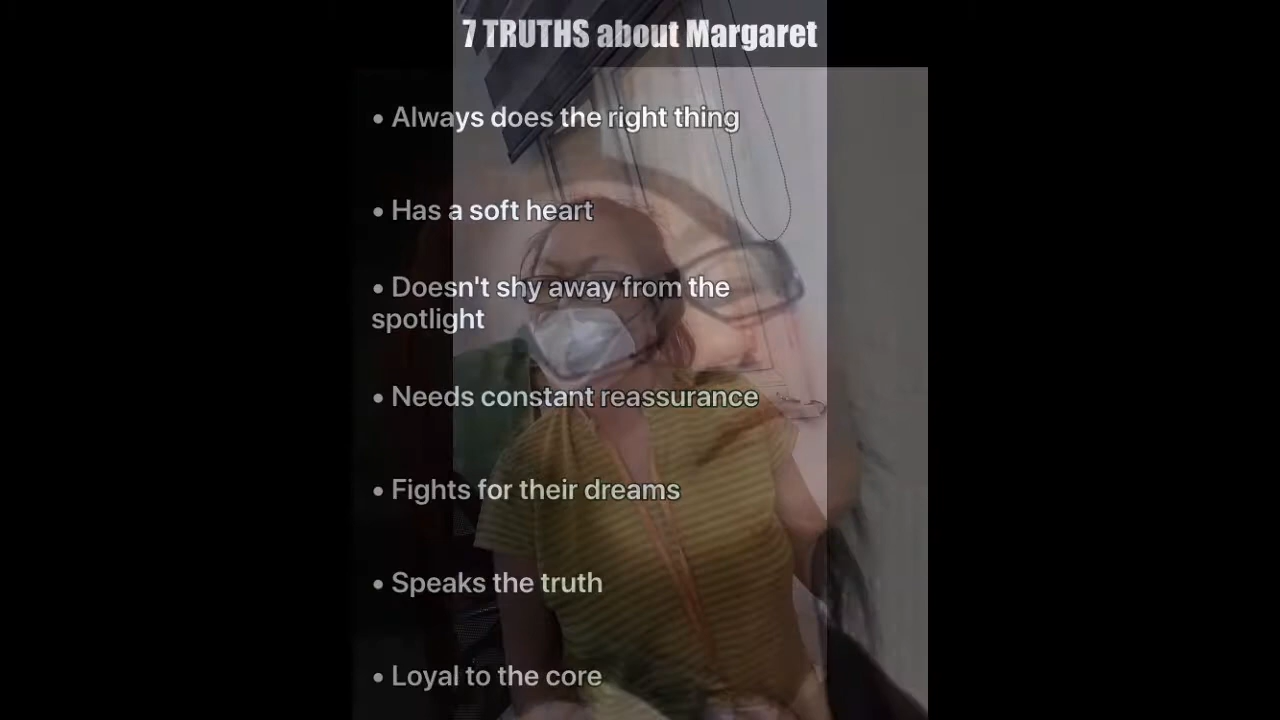 7 TRUTHS about Margaret
• Always does the right thing
• Has a soft heart
• Doesn't shy away from the
spotlight
• Needs constant reassurance
• Fights for their dreams
• Speaks the truth
• Loyal to the core